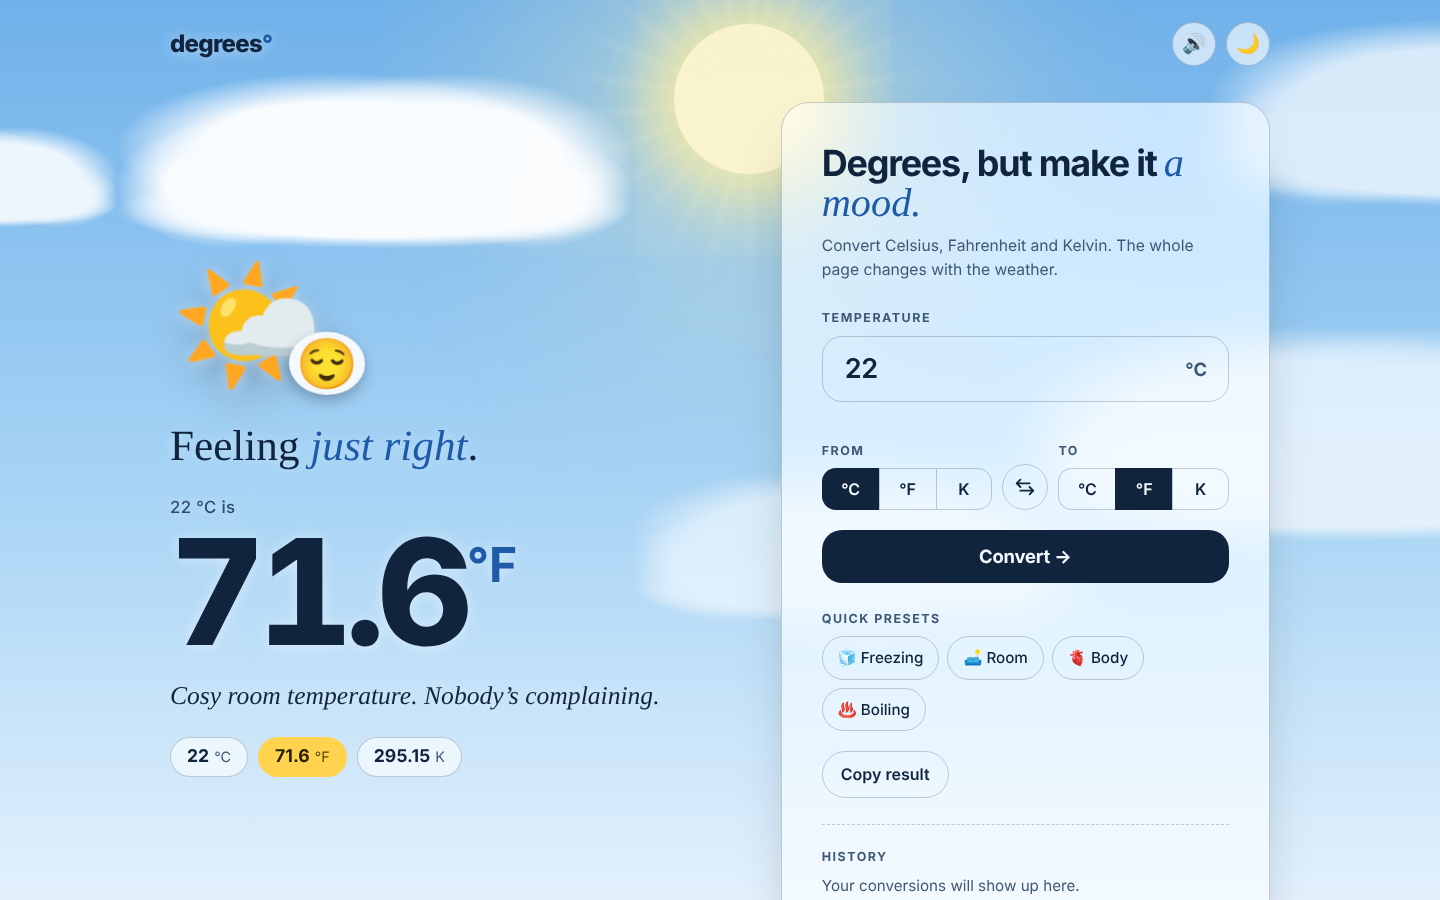 degrees°
Feeling just right.
22 °C is
71.6°F
Cosy room temperature. Nobody’s complaining.
22 °C
71.6 °F
295.15 K
Degrees, but make it a
mood.
Convert Celsius, Fahrenheit and Kelvin. The whole
page changes with the weather.
TEMPERATURE
22 °C
FROM
°C °F K
TO
°C °F K
Convert →
QUICK PRESETS
Freezing
Room
Body
Boiling
Copy result
HISTORY
Your conversions will show up here.